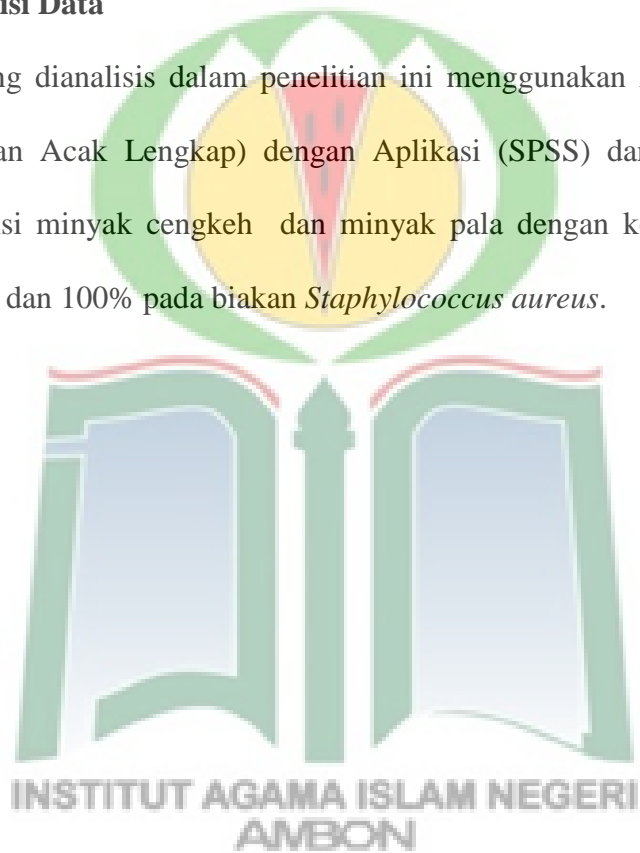 isi Data
ng dianalisis dalam penelitian ini menggunakan
an Acak Lengkap) dengan Aplikasi (SPSS) dan
si minyak cengkeh dan minyak pala dengan
dan 100% pada biakan Staphylococcus aureus.
INSTITUT AGAMA ISLAM NEGERI
AMBON